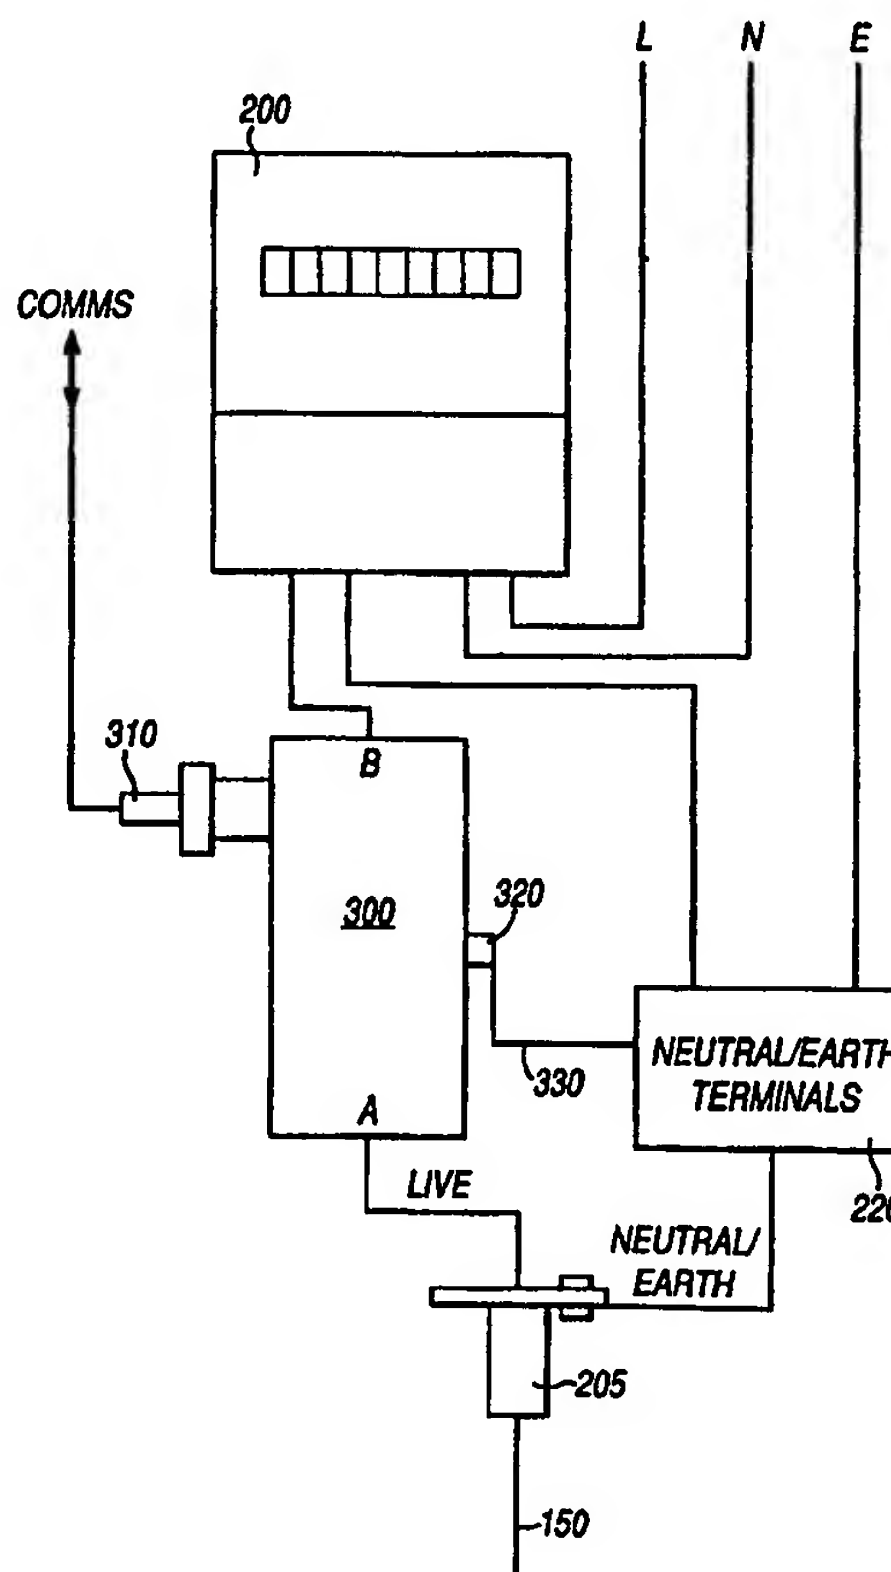 L N E
200
COMMS
310
B
300
320
NEUTRAL/EARTH
TERMINALS
330
A
LIVE
NEUTRAL/
EARTH
205
150